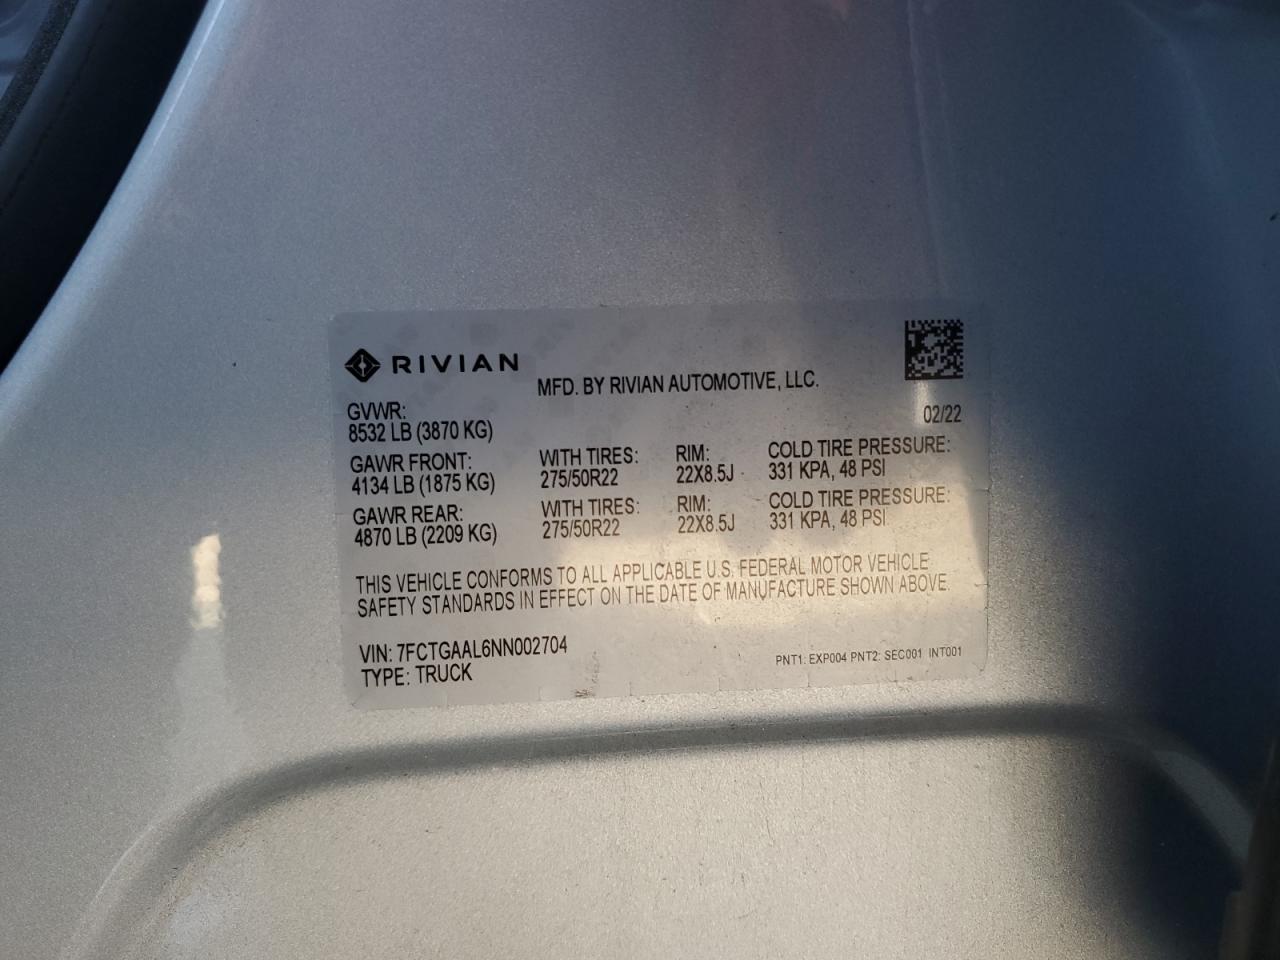 RIVIAN
MFD. BY RIVIAN AUTOMOTIVE, LLC.
02/22
GVWR:
8532 LB (3870 KG)
GAWR FRONT: WITH TIRES: RIM: COLD TIRE PRESSURE:
4134 LB (1875 KG) 275/50R22 22X8.5J 331 KPA, 48 PSI
GAWR REAR: WITH TIRES: RIM: COLD TIRE PRESSURE:
4870 LB (2209 KG) 275/50R22 22X8.5J 331 KPA, 48 PSI
THIS VEHICLE CONFORMS TO ALL APPLICABLE U.S. FEDERAL MOTOR VEHICLE
SAFETY STANDARDS IN EFFECT ON THE DATE OF MANUFACTURE SHOWN ABOVE.
VIN: 7FCTGAAL6NN002704
TYPE: TRUCK
PNT1: EXP004 PNT2: SEC001 INT001